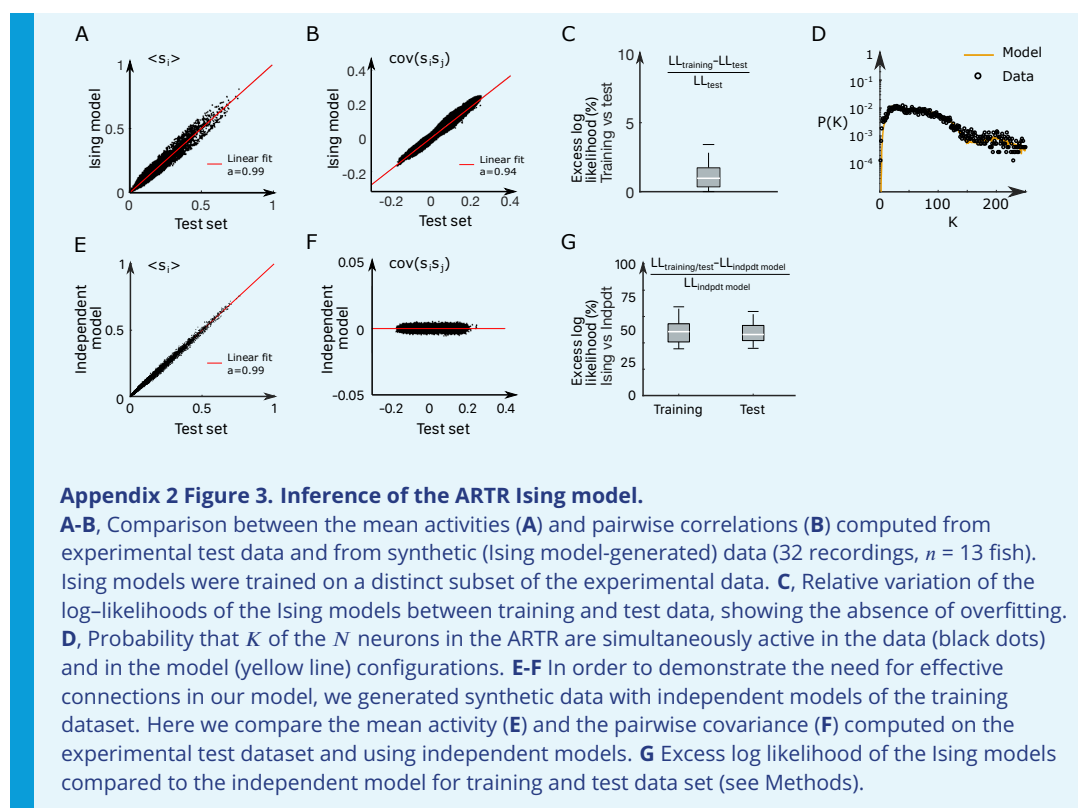 A
<sᵢ>
1
0.5
0
0
0.5
1
Ising model
Test set
Linear fit
a=0.99
B
cov(sᵢsⱼ)
0.4
0.2
0
-0.2
-0.2
0
0.2
0.4
Ising model
Test set
Linear fit
a=0.94
C
10
5
0
Excess log
likelihood (%)
Training vs test
LLtraining-LLtest
LLtest
D
1
10⁻¹
10⁻²
10⁻³
10⁻⁴
P(K)
0
100
200
K
Model
Data
E
<sᵢ>
1
0.5
0
0
0.5
1
Independent
model
Test set
Linear fit
a=0.99
F
cov(sᵢsⱼ)
0.05
0
-0.05
-0.2
0
0.2
0.4
Independent
model
Test set
G
100
75
50
25
0
Excess log
likelihood (%)
Ising vs Indpdt
LLtraining/test-LLindpdt model
LLindpdt model
Training
Test
Appendix 2 Figure 3. Inference of the ARTR Ising model.
A-B, Comparison between the mean activities (A) and pairwise correlations (B) computed from
experimental test data and from synthetic (Ising model-generated) data (32 recordings, n = 13 fish).
Ising models were trained on a distinct subset of the experimental data. C, Relative variation of the
log–likelihoods of the Ising models between training and test data, showing the absence of overfitting.
D, Probability that K of the N neurons in the ARTR are simultaneously active in the data (black dots)
and in the model (yellow line) configurations. E-F In order to demonstrate the need for effective
connections in our model, we generated synthetic data with independent models of the training
dataset. Here we compare the mean activity (E) and the pairwise covariance (F) computed on the
experimental test dataset and using independent models. G Excess log likelihood of the Ising models
compared to the independent model for training and test data set (see Methods).